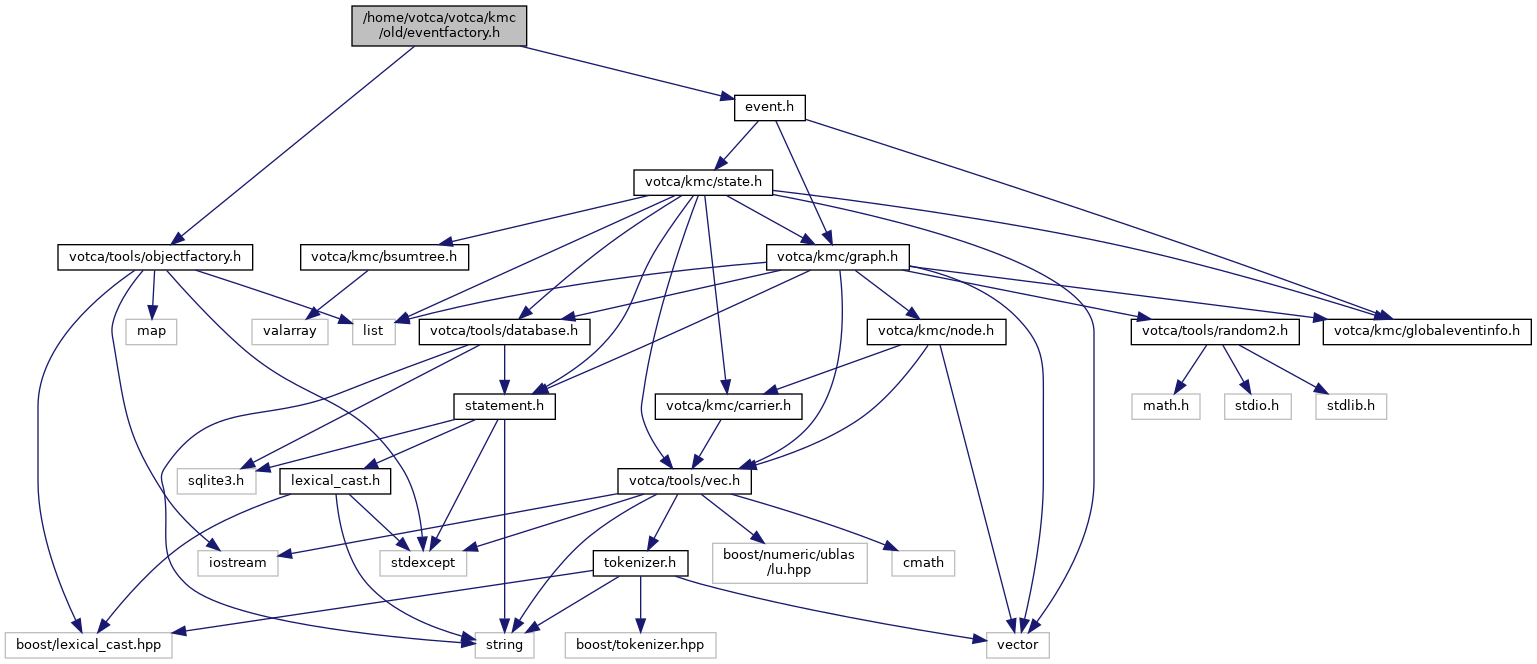 /home/votca/votca/kmc
/old/eventfactory.h
event.h
votca/kmc/state.h
votca/tools/objectfactory.h
votca/kmc/bsumtree.h
votca/kmc/graph.h
map
valarray
list
votca/tools/database.h
votca/kmc/node.h
votca/tools/random2.h
votca/kmc/globaleventinfo.h
statement.h
votca/kmc/carrier.h
math.h
stdio.h
stdlib.h
sqlite3.h
lexical_cast.h
votca/tools/vec.h
iostream
stdexcept
tokenizer.h
boost/numeric/ublas
/lu.hpp
cmath
boost/lexical_cast.hpp
string
boost/tokenizer.hpp
vector